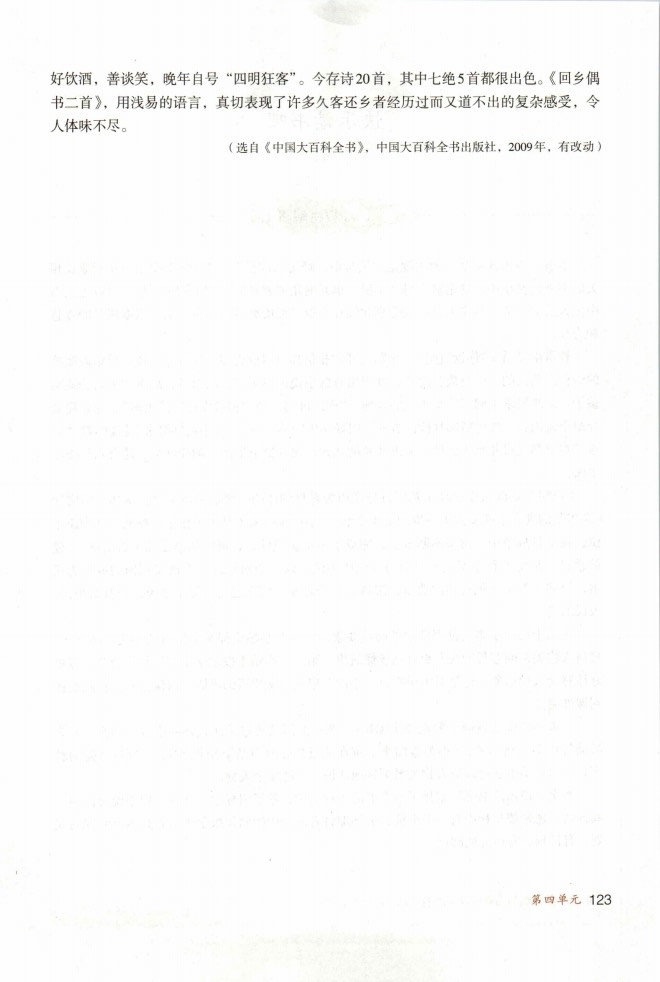 好饮酒，善谈笑，晚年自号“四明狂客”。今存诗20首，其中七绝5首都很出色。《回乡偶
书二首》，用浅易的语言，真切表现了许多久客还乡者经历过而又道不出的复杂感受，令
人体味不尽。
（选自《中国大百科全书》，中国大百科全书出版社，2009年，有改动）
第四单元 123